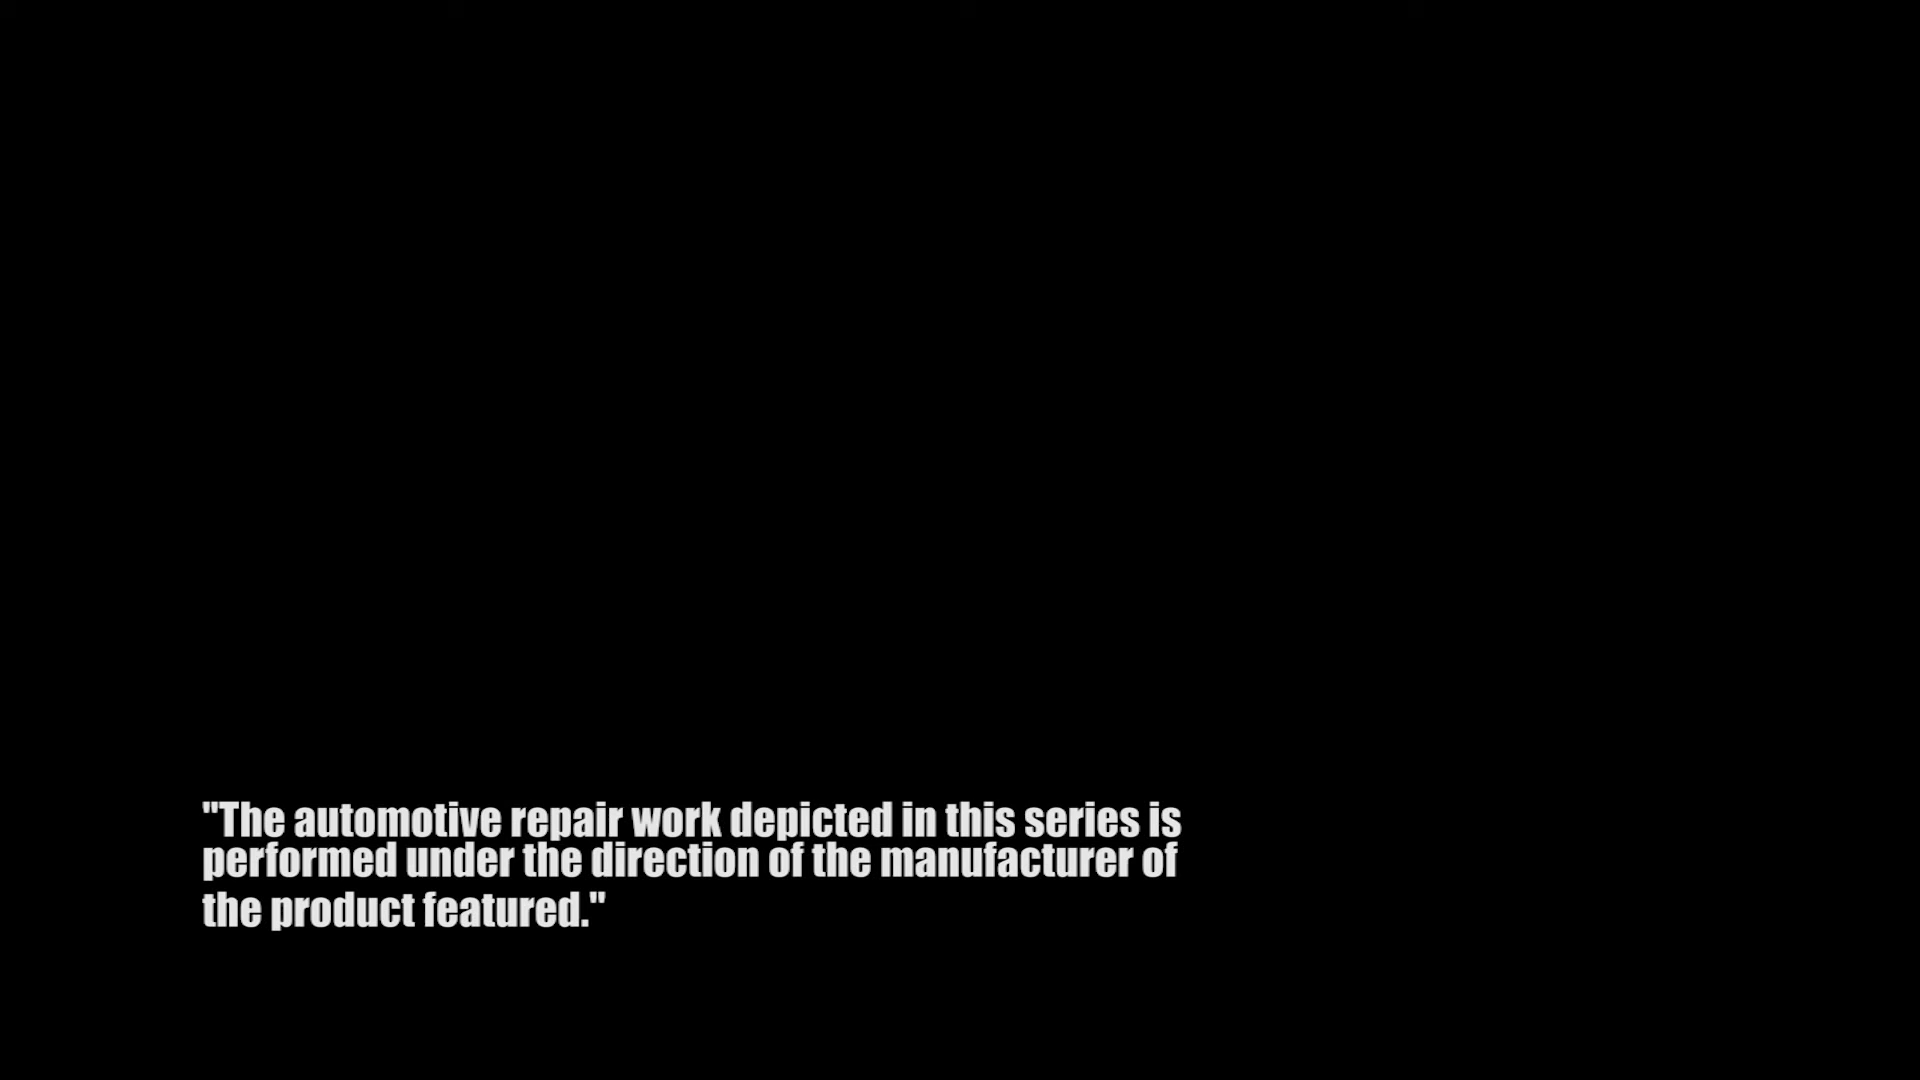 "The automotive repair work depicted in this series is
performed under the direction of the manufacturer of
the product featured."